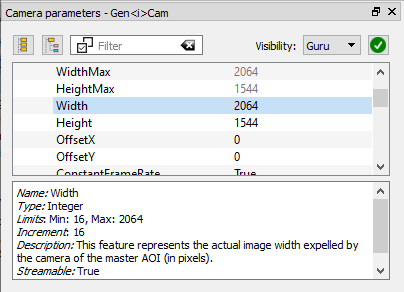 Camera parameters - Gen<i>Cam
Filter Visibility: Guru
WidthMax 2064
HeightMax 1544
Width 2064
Height 1544
OffsetX 0
OffsetY 0
ConstantFrameRate True
Name: Width
Type: Integer
Limits: Min: 16, Max: 2064
Increment: 16
Description: This feature represents the actual image width expelled by
the camera of the master AOI (in pixels).
Streamable: True